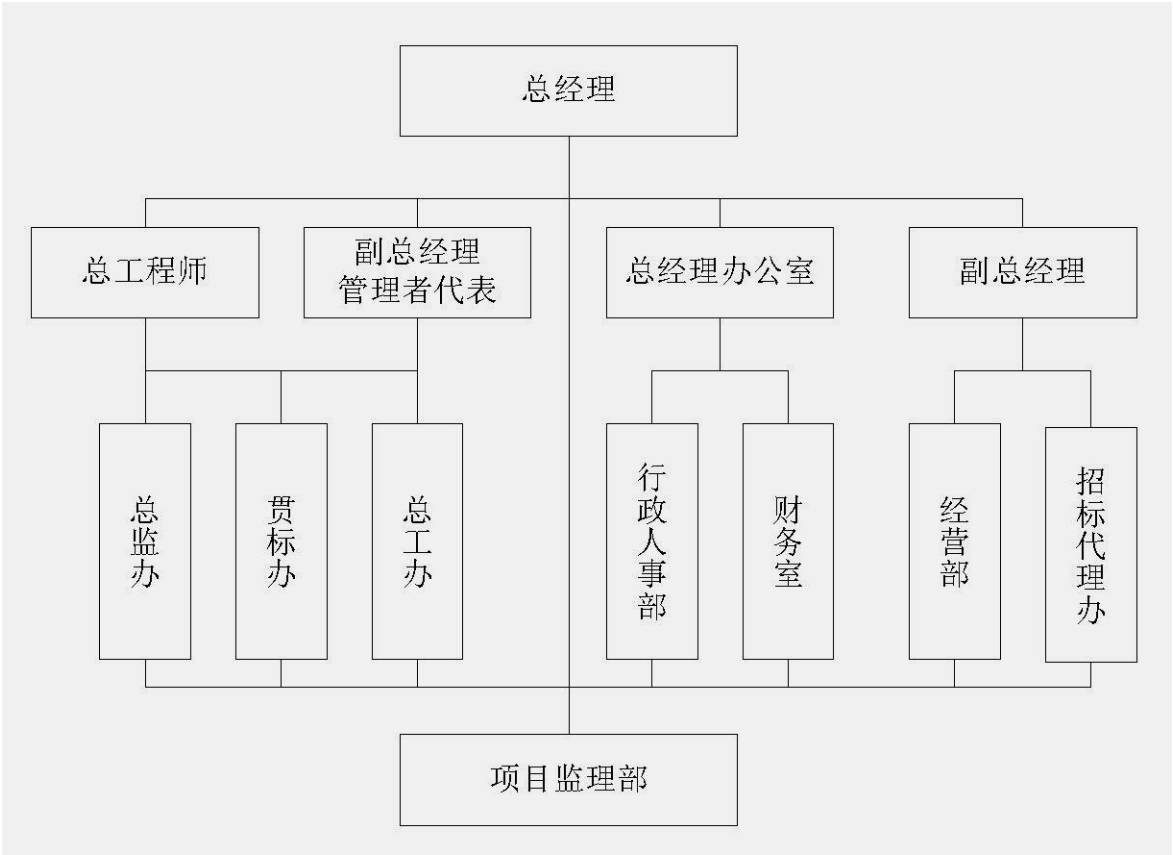 总经理
总工程师
副总经理
管理者代表
总经理办公室
副总经理
总监办
贯标办
总工办
行政人事部
财务室
经营部
招标代理办
项目监理部